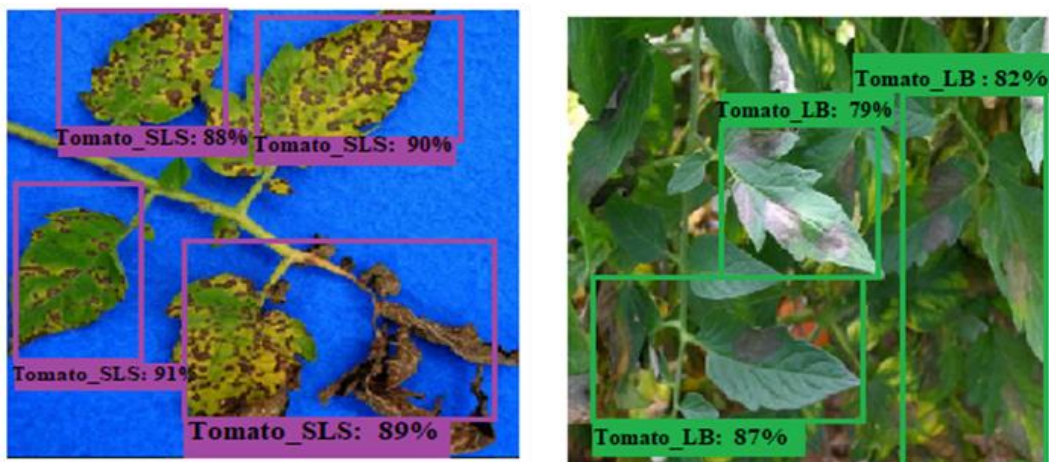 Tomato_SLS: 88%
Tomato_SLS: 90%
Tomato_SLS: 91%
Tomato_SLS: 89%
Tomato_LB : 82%
Tomato_LB: 79%
Tomato_LB: 87%